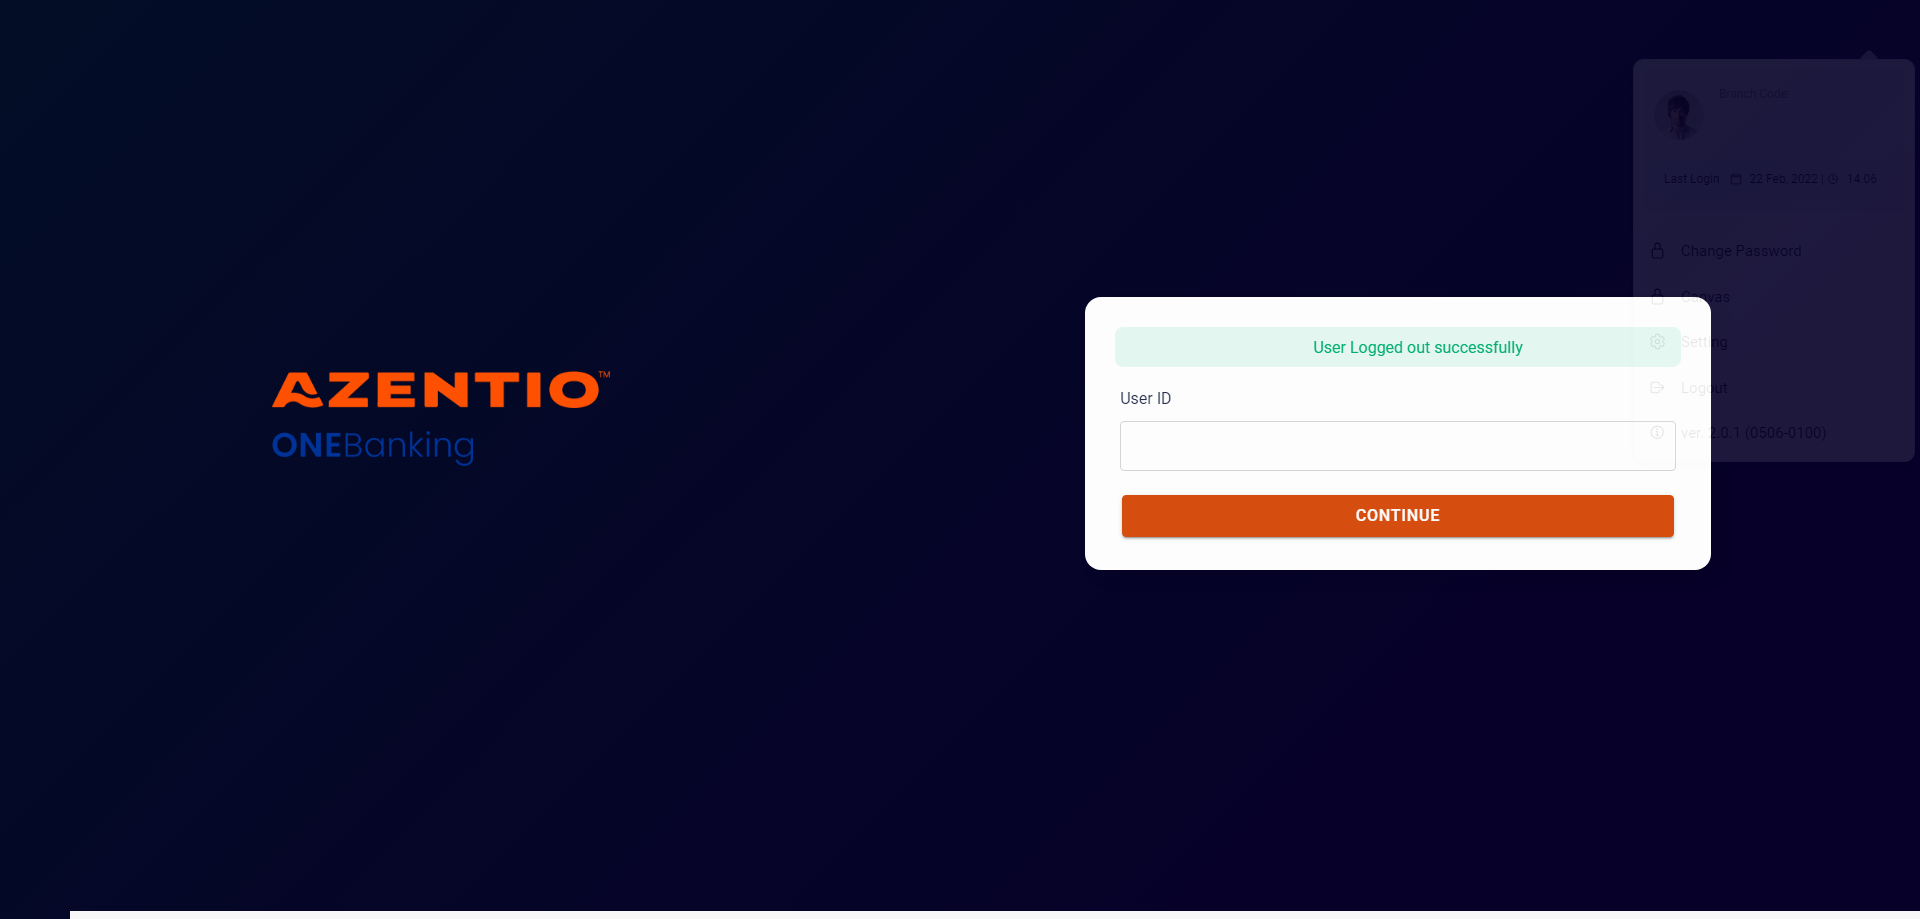 AZENTIO™
ONEBanking
User Logged out successfully
User ID
CONTINUE
Branch Code
Last Login 22 Feb, 2022 | 14.06
Change Password
Canvas
Setting
Logout
ver. 2.0.1 (0506-0100)